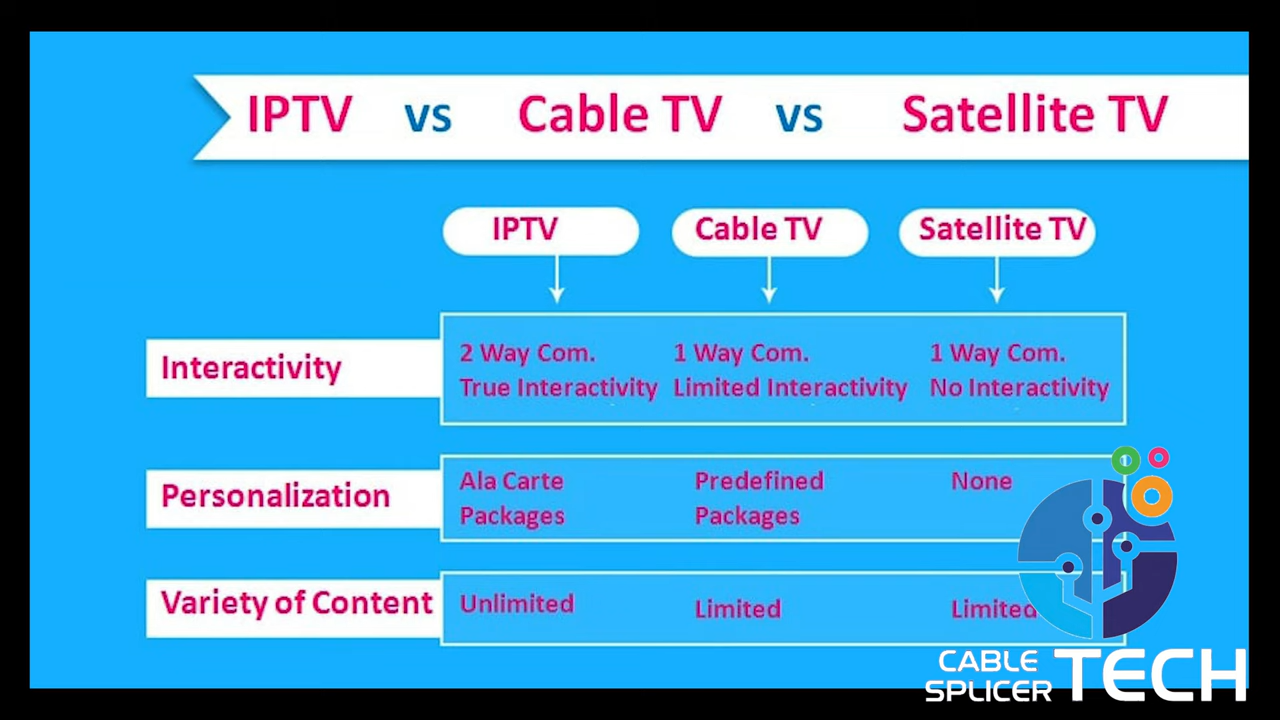 IPTV vs Cable TV vs Satellite TV
IPTV Cable TV Satellite TV
Interactivity
2 Way Com. 1 Way Com. 1 Way Com.
True Interactivity Limited Interactivity No Interactivity
Personalization
Ala Carte Predefined None
Packages Packages
Variety of Content Unlimited Limited Limited
CABLE
SPLICER TECH